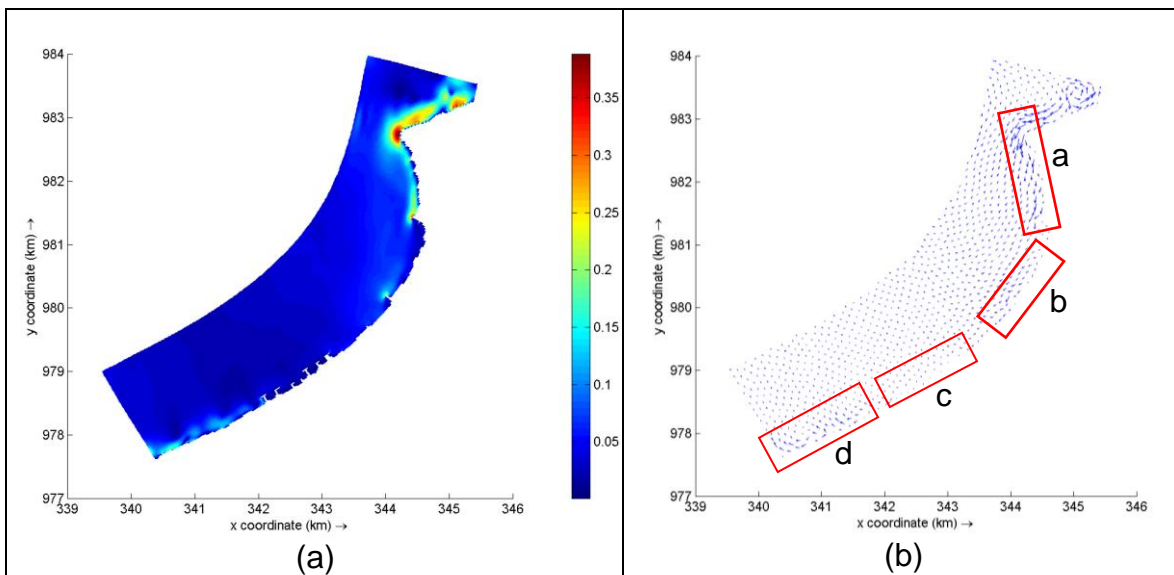 984
983
982
981
980
979
978
977
y coordinate (km) →
339 340 341 342 343 344 345 346
x coordinate (km) →
0.35
0.3
0.25
0.2
0.15
0.1
0.05
(a)
984
983
982
981
980
979
978
977
y coordinate (km) →
a
b
c
d
339 340 341 342 343 344 345 346
x coordinate (km) →
(b)